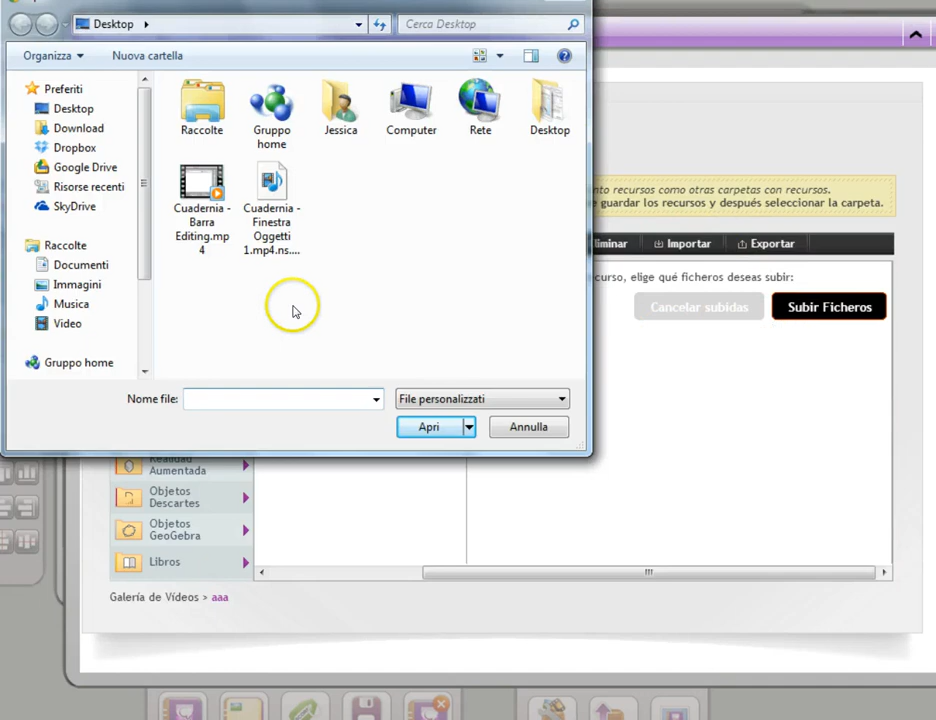 Desktop
Cerca Desktop
Organizza
Nuova cartella
Preferiti
Desktop
Download
Dropbox
Google Drive
Risorse recenti
SkyDrive
Raccolte
Documenti
Immagini
Musica
Video
Gruppo home
Raccolte
Gruppo
home
Jessica
Computer
Rete
Desktop
Cuadernia -
Barra
Editing.mp
4
Cuadernia -
Finestra
Oggetti
1.mp4.ns....
Nome file:
File personalizzati
Apri
Annulla
recursos como otras carpetas con recursos.
guardar los recursos y después seleccionar la carpeta.
Importar
Exportar
elige qué ficheros deseas subir:
Cancelar subidas
Subir Ficheros
Realidad
Aumentada
Objetos
Descartes
Objetos
GeoGebra
Libros
Galería de Vídeos > aaa